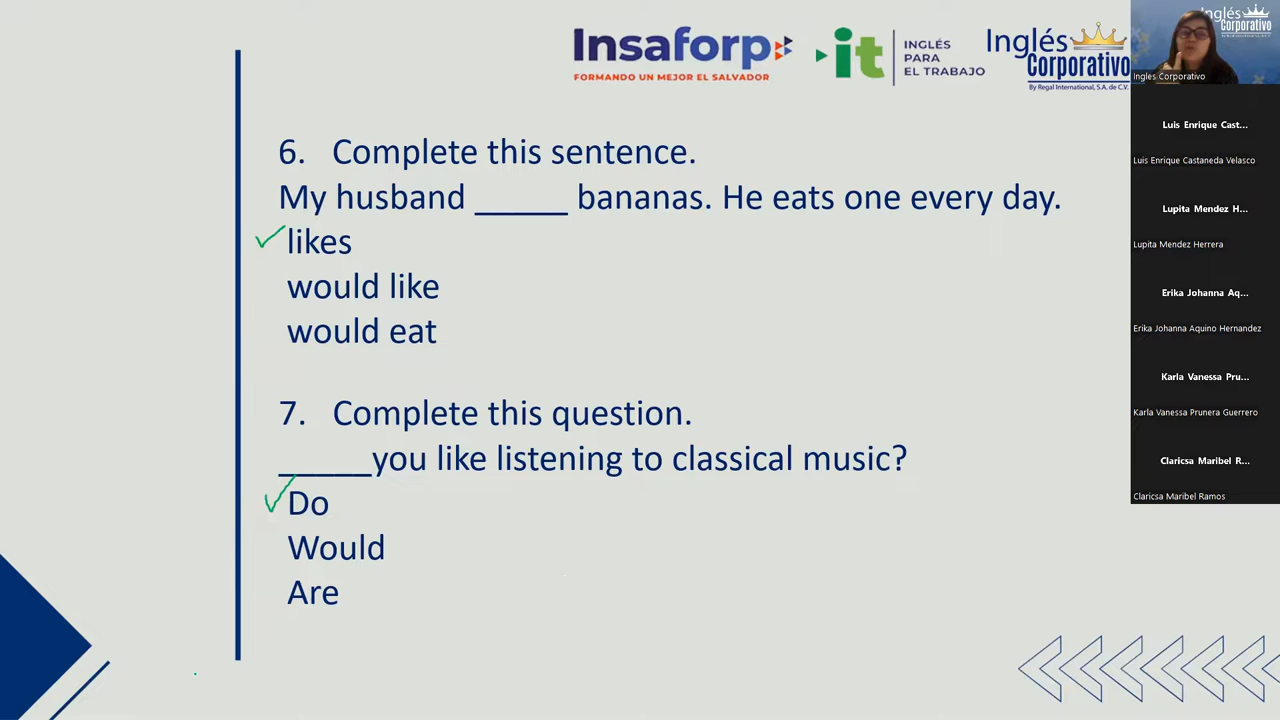 Insaforp
FORMANDO UN MEJOR EL SALVADOR
it
INGLÉS
PARA
EL TRABAJO
Inglés
Corporativo
By Regal International, S.A. de C.V.
6. Complete this sentence.
My husband _____ bananas. He eats one every day.
likes
would like
would eat
7. Complete this question.
_____you like listening to classical music?
Do
Would
Are
Inglés
Corporativo
Ingles Corporativo
Luis Enrique Cast...
Luis Enrique Castaneda Velasco
Lupita Mendez H...
Lupita Mendez Herrera
Erika Johanna Aq...
Erika Johanna Aquino Hernandez
Karla Vanessa Pru...
Karla Vanessa Prunera Guerrero
Claricsa Maribel R...
Claricsa Maribel Ramos